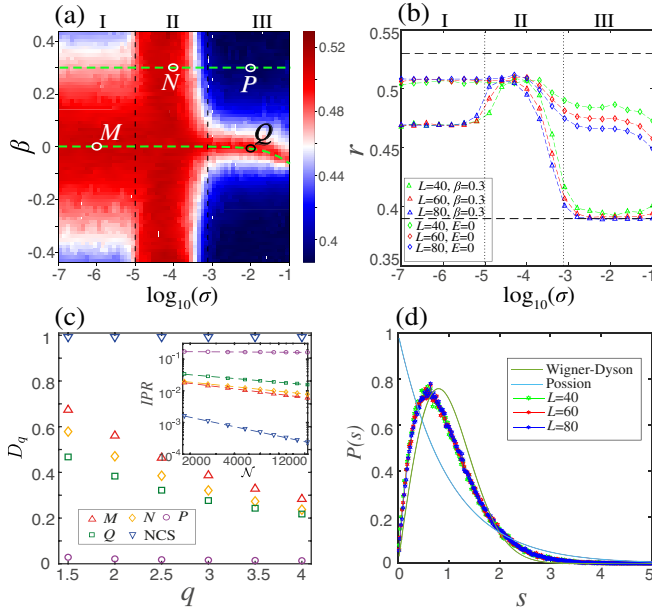 (a) I II III
0.4
0.2
0
-0.2
-0.4
β
M N P Q
-7 -6 -5 -4 -3 -2 -1
log₁₀(σ)
0.52
0.5
0.48
0.46
0.44
0.42
0.4
(b) I II III
0.55
0.45
0.35
r
0.39
L=40, β=0.3
L=60, β=0.3
L=80, β=0.3
L=40, E=0
L=60, E=0
L=80, E=0
-7 -6 -5 -4 -3 -2 -1
log₁₀(σ)
(c)
1
0.8
0.6
0.4
0.2
0
D_q
IPR
10⁻¹
10⁻²
10⁻³
10⁻⁴
2000 4000 12000
𝒩
M N P
Q NCS
1.5 2 2.5 3 3.5 4
q
(d)
1
0.8
0.6
0.4
0.2
0
P(s)
Wigner-Dyson
Possion
L=40
L=60
L=80
0 1 2 3 4 5
s